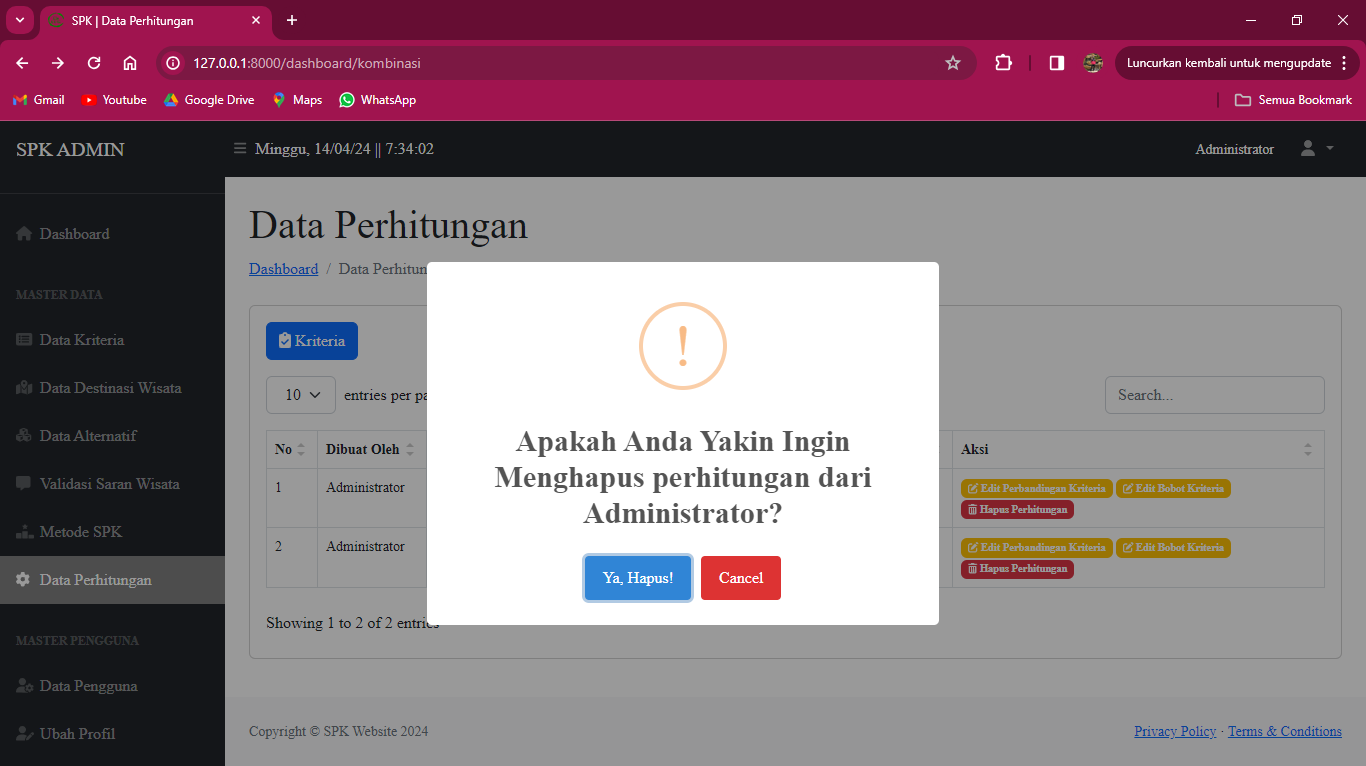 SPK | Data Perhitungan
127.0.0.1:8000/dashboard/kombinasi
Luncurkan kembali untuk mengupdate
Gmail
Youtube
Google Drive
Maps
WhatsApp
Semua Bookmark
SPK ADMIN
Minggu, 14/04/24 || 7:34:02
Administrator
Dashboard
MASTER DATA
Data Kriteria
Data Destinasi Wisata
Data Alternatif
Validasi Saran Wisata
Metode SPK
Data Perhitungan
MASTER PENGGUNA
Data Pengguna
Ubah Profil
Data Perhitungan
Dashboard / Data Perhitun
Kriteria
10 entries per pa
Search...
No Dibuat Oleh Aksi
1 Administrator Edit Perbandingan Kriteria Edit Bobot Kriteria
Hapus Perhitungan
2 Administrator Edit Perbandingan Kriteria Edit Bobot Kriteria
Hapus Perhitungan
Showing 1 to 2 of 2 entries
!
Apakah Anda Yakin Ingin
Menghapus perhitungan dari
Administrator?
Ya, Hapus! Cancel
Copyright © SPK Website 2024
Privacy Policy · Terms & Conditions